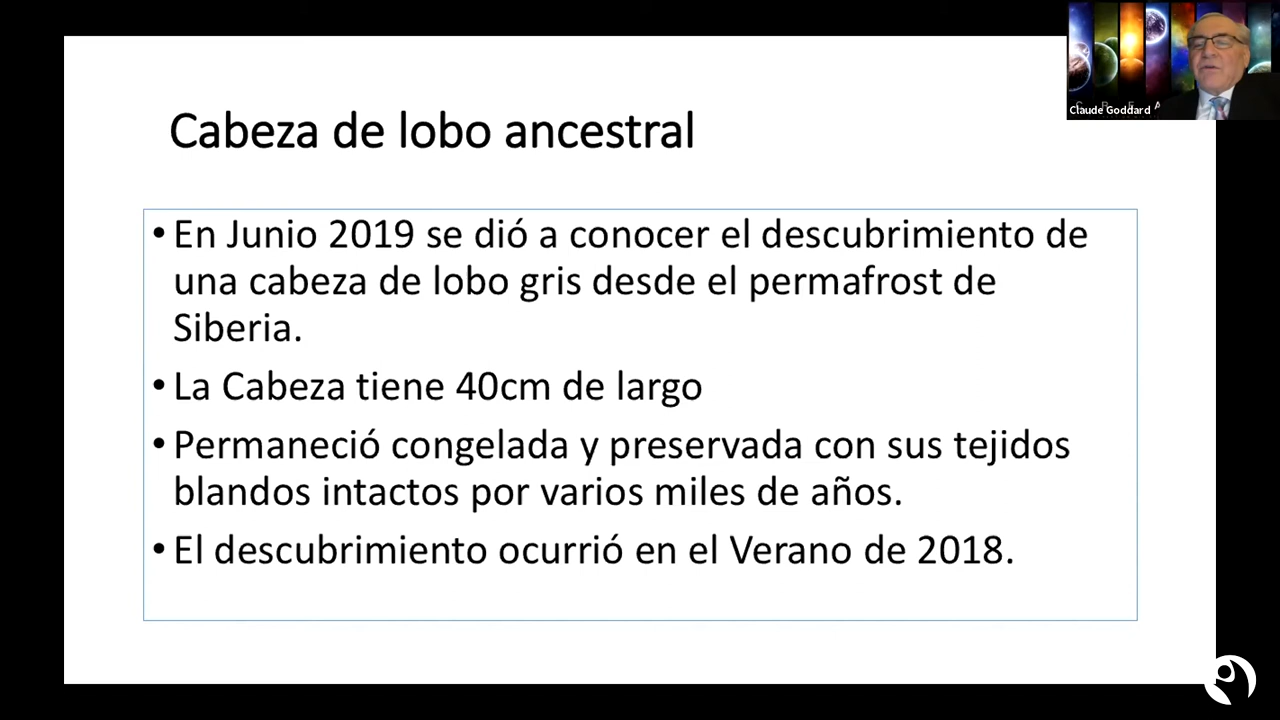 Claude Goddard
Cabeza de lobo ancestral
• En Junio 2019 se dió a conocer el descubrimiento de
una cabeza de lobo gris desde el permafrost de
Siberia.
• La Cabeza tiene 40cm de largo
• Permaneció congelada y preservada con sus tejidos
blandos intactos por varios miles de años.
• El descubrimiento ocurrió en el Verano de 2018.